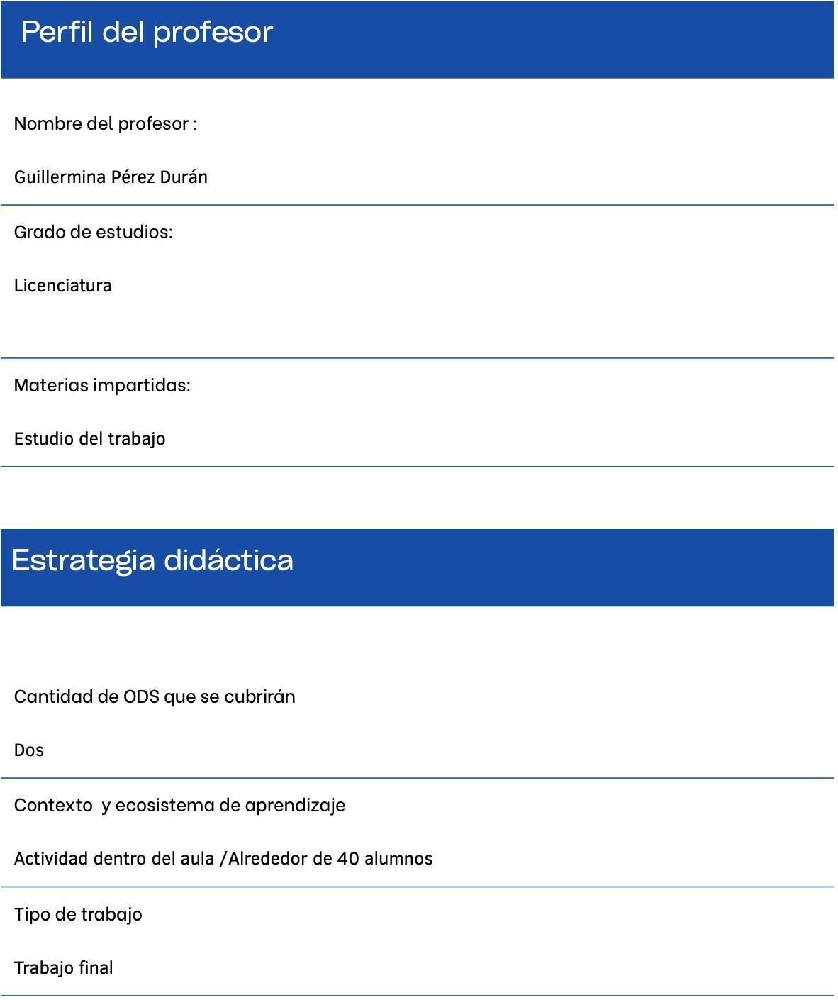 Perfil del profesor
Nombre del profesor :
Guillermina Pérez Durán
Grado de estudios:
Licenciatura
Materias impartidas:
Estudio del trabajo
Estrategia didáctica
Cantidad de ODS que se cubrirán
Dos
Contexto  y ecosistema de aprendizaje
Actividad dentro del aula /Alrededor de 40 alumnos
Tipo de trabajo
Trabajo final